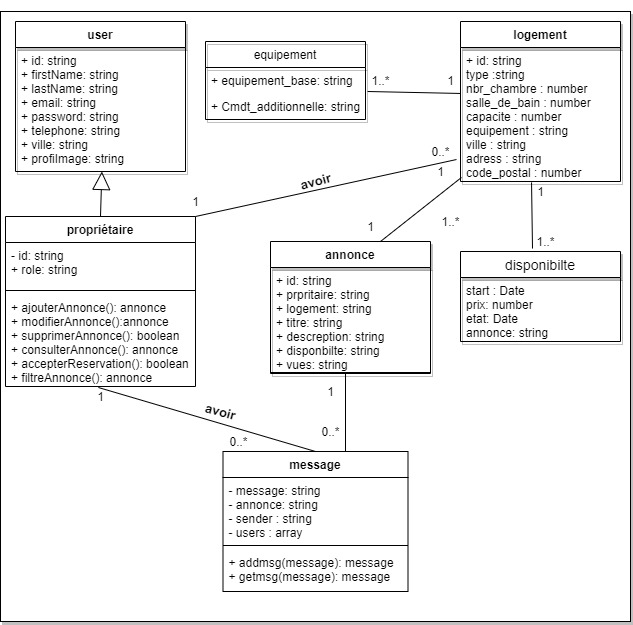 user
+ id: string
+ firstName: string
+ lastName: string
+ email: string
+ password: string
+ telephone: string
+ ville: string
+ profilmage: string
equipement
+ equipement_base: string
+ Cmdt_additionnelle: string
1..*
1
logement
+ id: string
type :string
nbr_chambre : number
salle_de_bain : number
capacite : number
equipement : string
ville : string
adress : string
code_postal : number
0..*
avoir
1
1
1..*
1
1
1..*
propriétaire
- id: string
+ role: string
+ ajouterAnnonce(): annonce
+ modifierAnnonce():annonce
+ supprimerAnnonce(): boolean
+ consulterAnnonce(): annonce
+ accepterReservation(): boolean
+ filtreAnnonce(): annonce
annonce
+ id: string
+ prpritaire: string
+ logement: string
+ titre: string
+ descreption: string
+ disponbilte: string
+ vues: string
disponibilte
start : Date
prix: number
etat: Date
annonce: string
1
avoir
0..*
1
0..*
message
- message: string
- annonce: string
- sender : string
- users : array
+ addmsg(message): message
+ getmsg(message): message